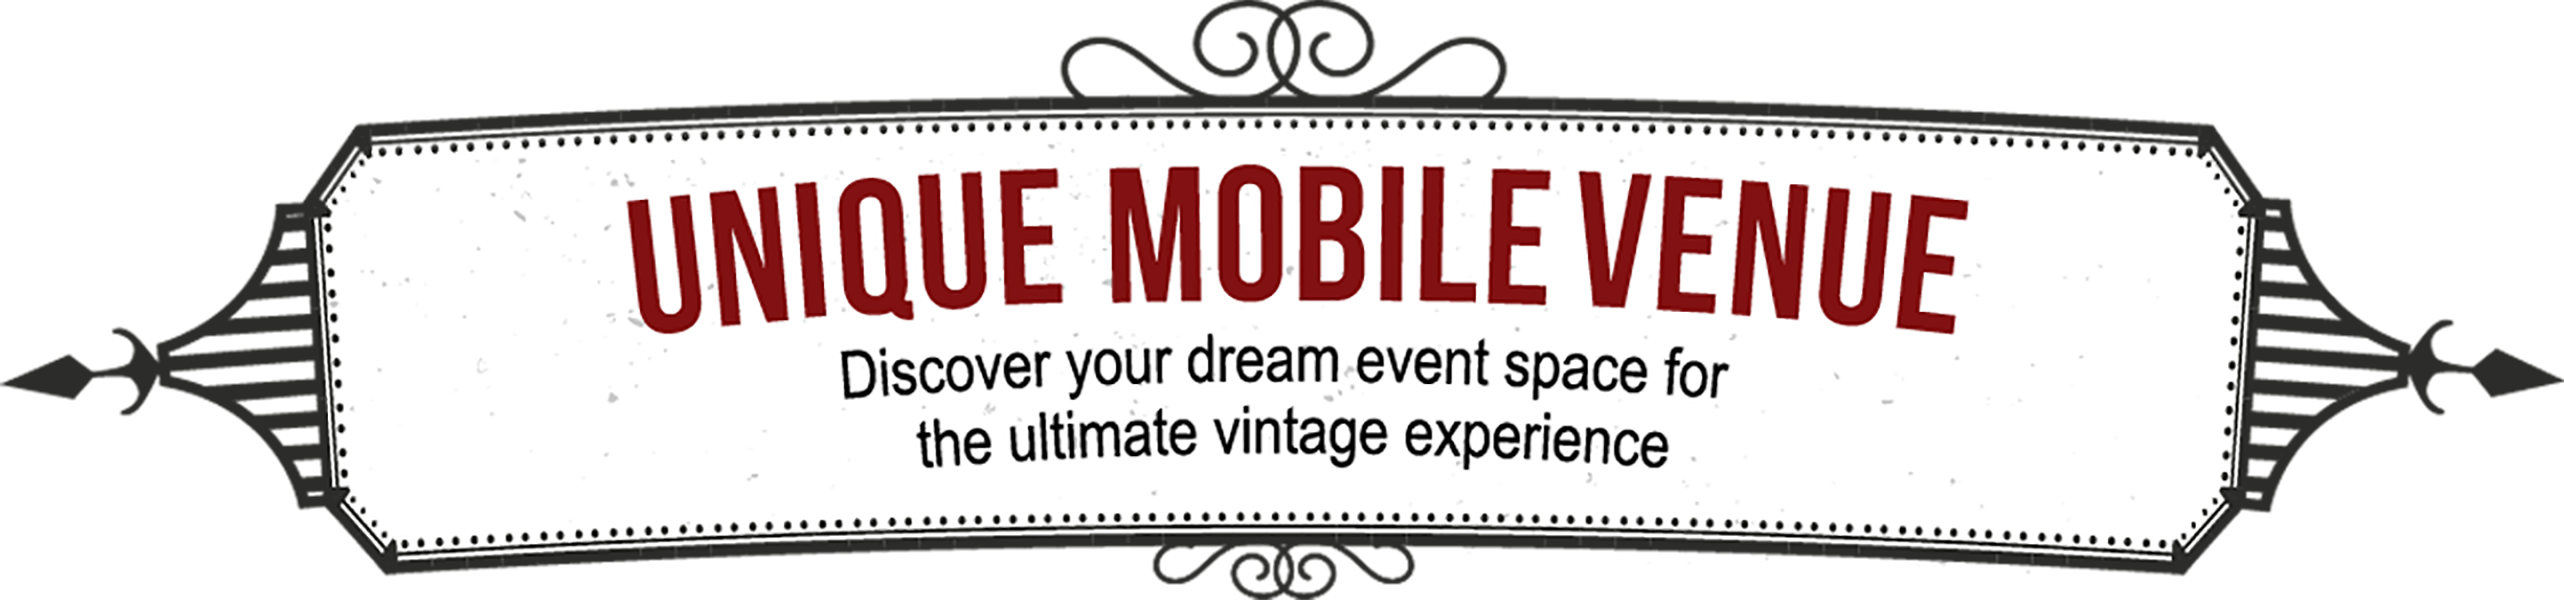 UNIQUE MOBILE VENUE
Discover your dream event space for
the ultimate vintage experience